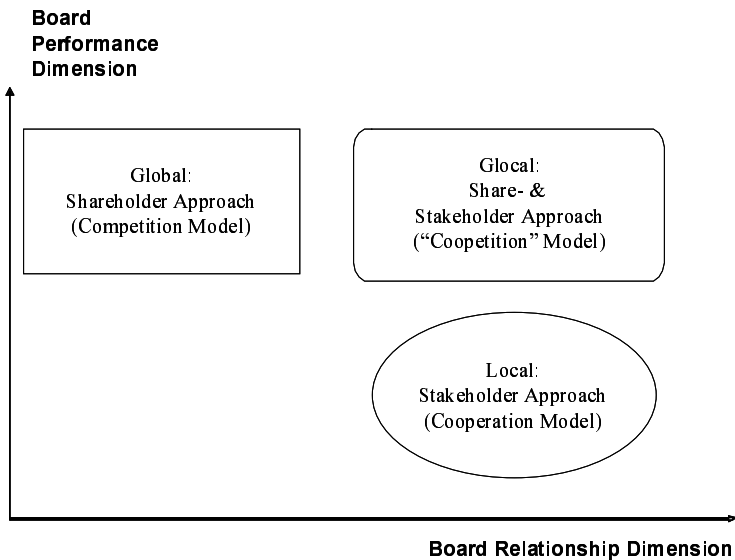 Board
Performance
Dimension
Global:
Shareholder Approach
(Competition Model)
Glocal:
Share- &
Stakeholder Approach
(“Coopetition” Model)
Local:
Stakeholder Approach
(Cooperation Model)
Board Relationship Dimension